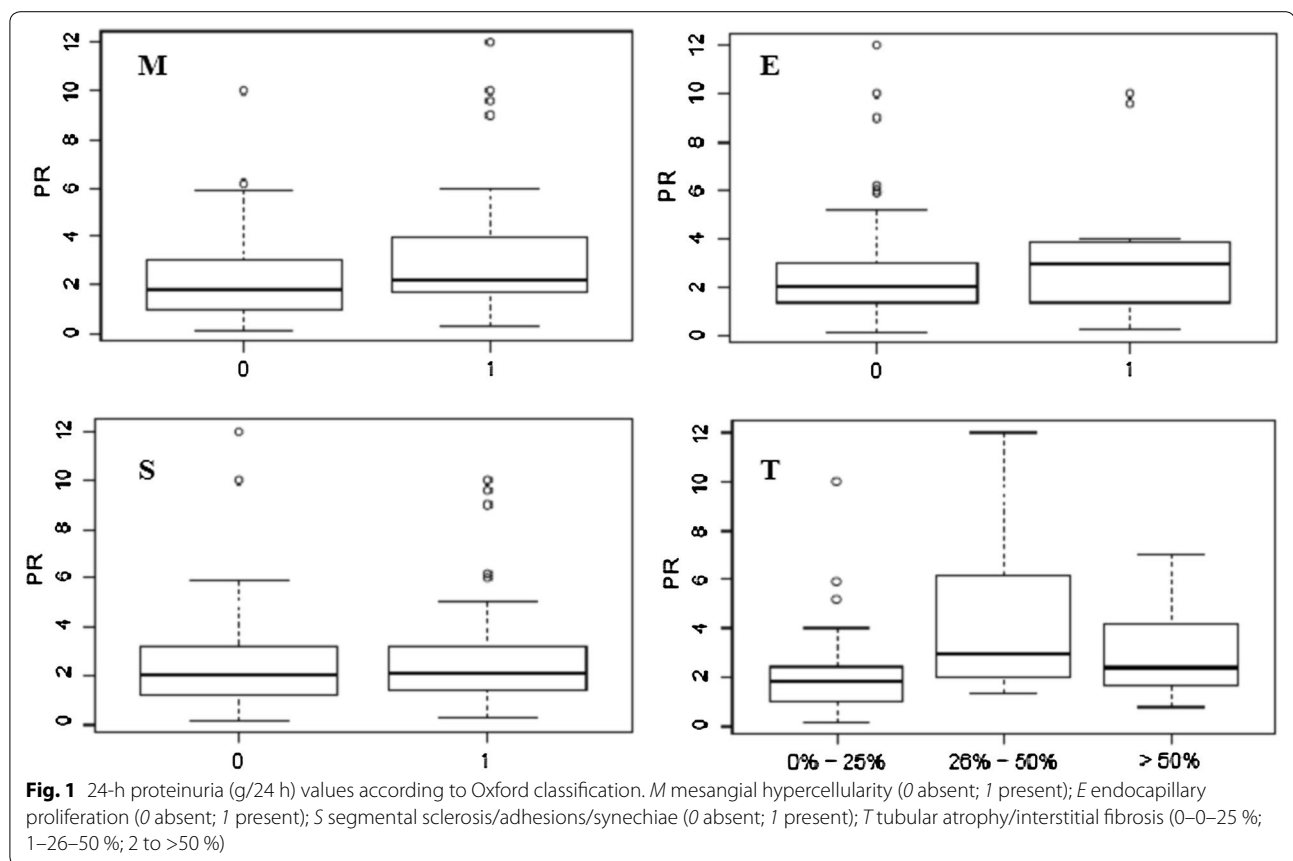 M
PR
0 2 4 6 8 10 12
0 1
E
PR
0 2 4 6 8 10 12
0 1
S
PR
0 2 4 6 8 10 12
0 1
T
PR
0 2 4 6 8 10 12
0% - 25% 26% - 50% > 50%
Fig. 1 24-h proteinuria (g/24 h) values according to Oxford classification. M mesangial hypercellularity (0 absent; 1 present); E endocapillary
proliferation (0 absent; 1 present); S segmental sclerosis/adhesions/synechiae (0 absent; 1 present); T tubular atrophy/interstitial fibrosis (0–0–25 %;
1–26–50 %; 2 to >50 %)